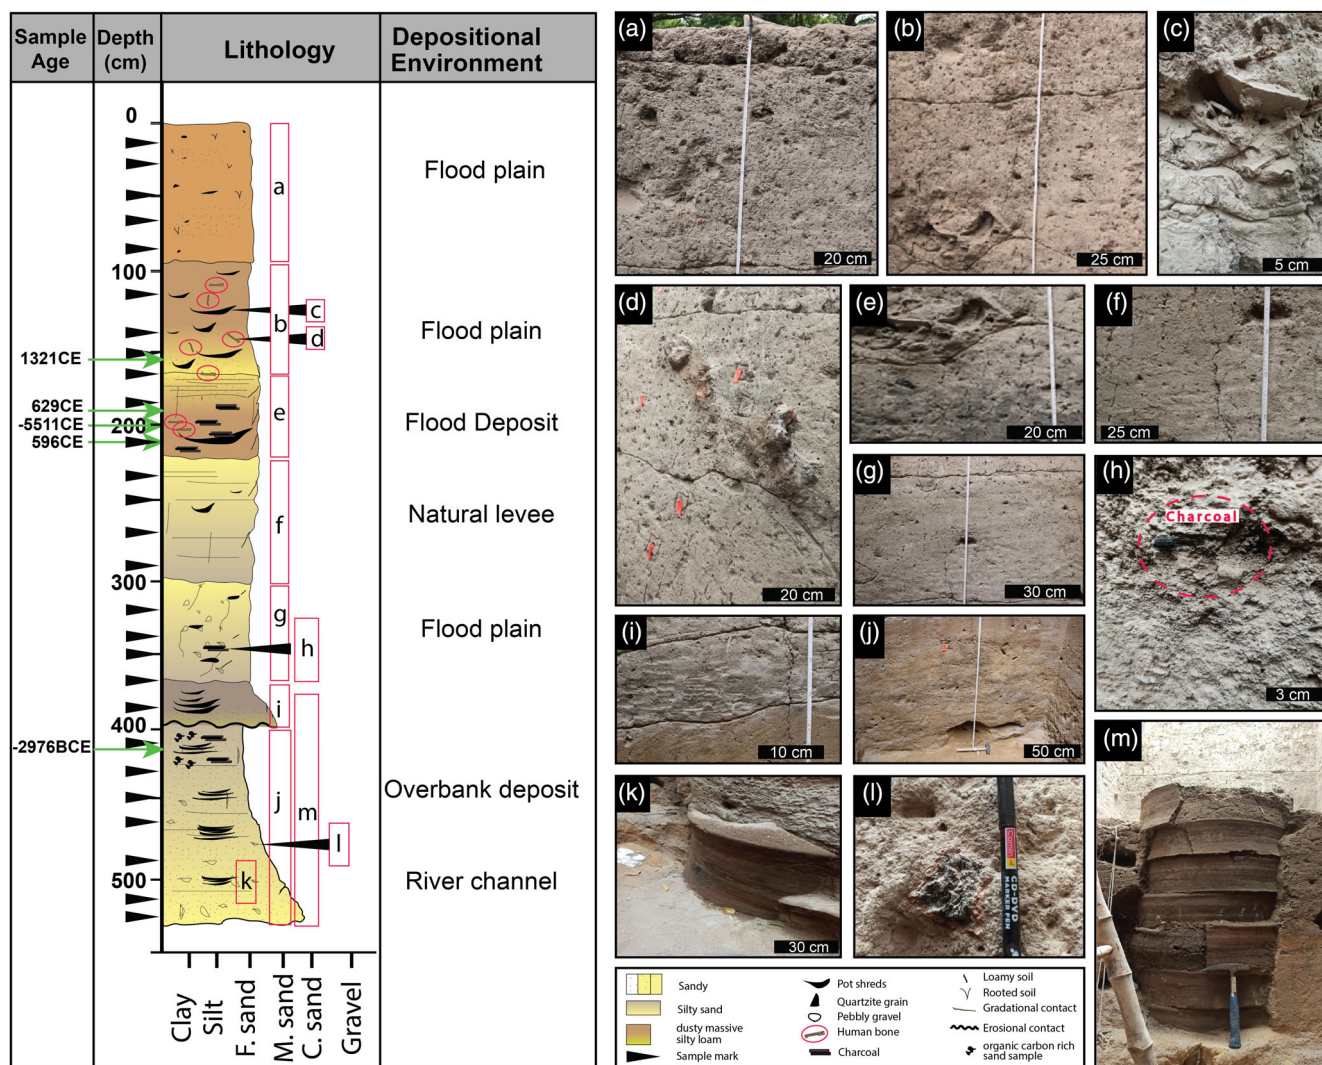 Sample Age
Depth (cm)
Lithology
Depositional Environment
0
100
200
300
400
500
1321CE
629CE
-5511CE
596CE
-2976BCE
a
b
c
d
e
f
g
h
i
j
m
l
k
Flood plain
Flood plain
Flood Deposit
Natural levee
Flood plain
Overbank deposit
River channel
Clay
Silt
F. sand
M. sand
C. sand
Gravel
(a)
20 cm
(b)
25 cm
(c)
5 cm
(d)
20 cm
(e)
20 cm
(f)
25 cm
(g)
30 cm
(h)
Charcoal
3 cm
(i)
10 cm
(j)
50 cm
(k)
30 cm
(l)
CD-DVD
MARKER PEN
30 cm
(m)
Sandy
Silty sand
dusty massive
silty loam
Sample mark
Pot shreds
Quartzite grain
Pebbly gravel
Human bone
Charcoal
Loamy soil
Rooted soil
Gradational contact
Erosional contact
organic carbon rich
sand sample